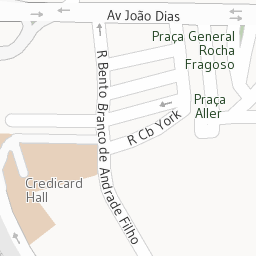 Av João Dias
Praça General
Rocha
Fragoso
R Bento Branco de Andrade Filho
Praça
Aller
R Cb York
Credicard
Hall